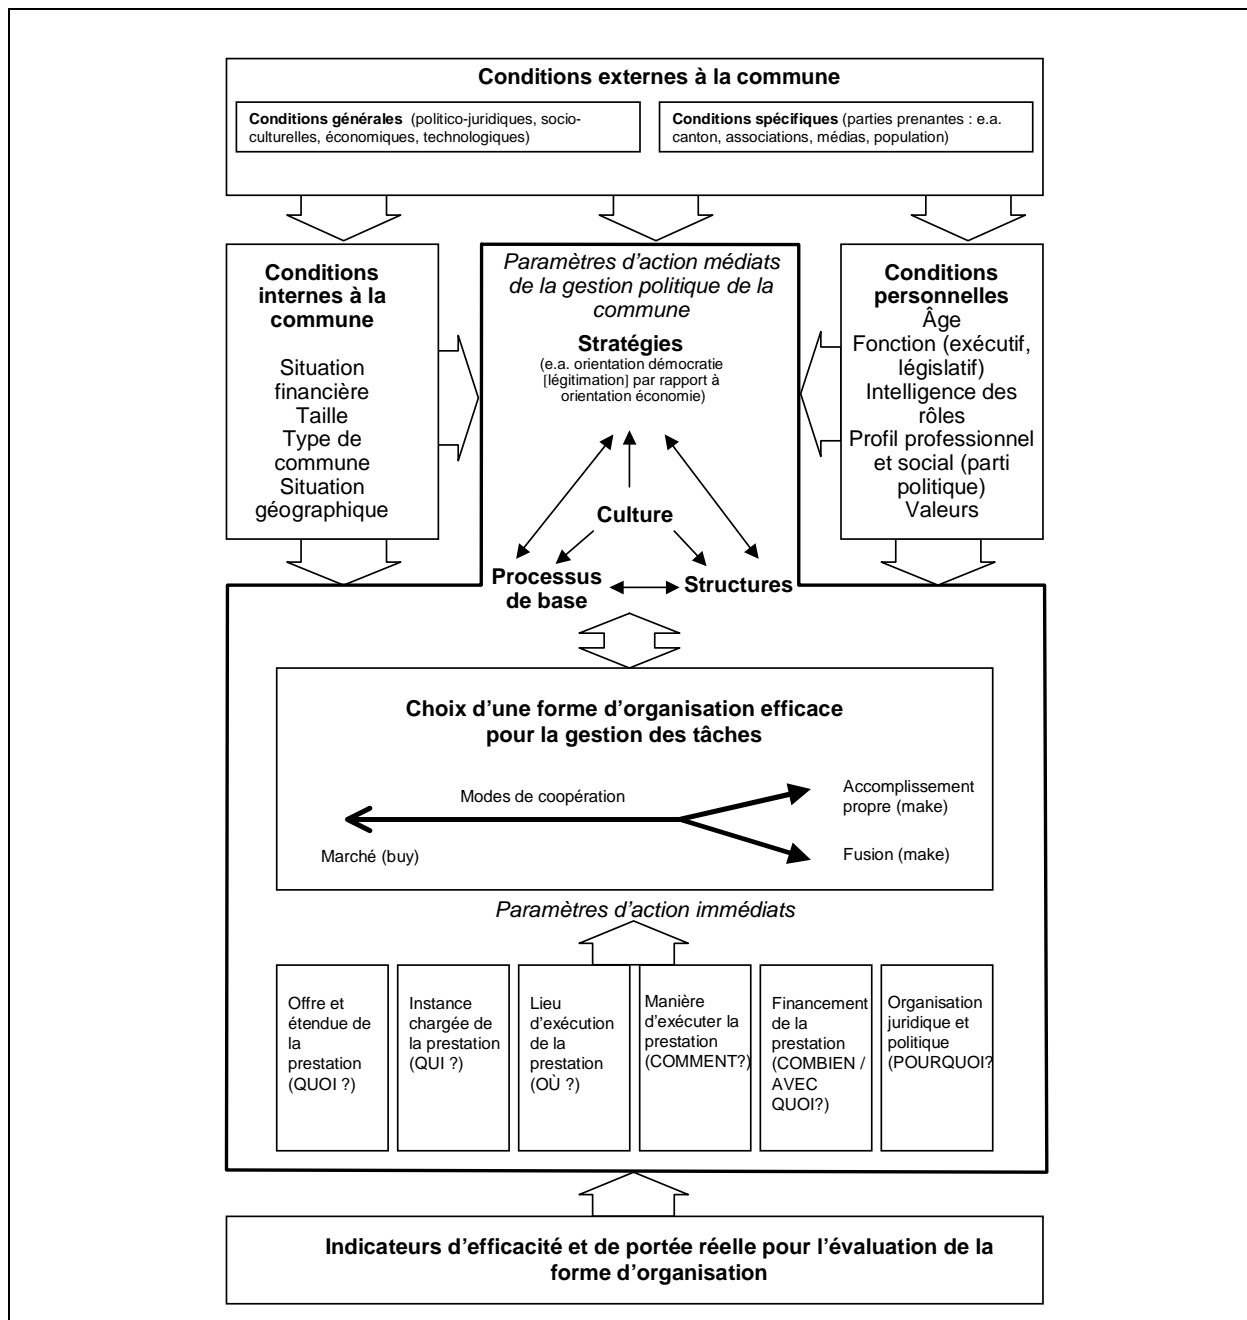 Conditions externes à la commune
Conditions générales (politico-juridiques, socio-
culturelles, économiques, technologiques)
Conditions spécifiques (parties prenantes : e.a.
canton, associations, médias, population)
Conditions
internes à la
commune
Situation
financière
Taille
Type de
commune
Situation
géographique
Paramètres d'action médiats
de la gestion politique de la
commune
Stratégies
(e.a. orientation démocratie
[légitimation] par rapport à
orientation économie)
Culture
Processus
de base
Structures
Conditions
personnelles
Âge
Fonction (exécutif,
législatif)
Intelligence des
rôles
Profil professionnel
et social (parti
politique)
Valeurs
Choix d'une forme d'organisation efficace
pour la gestion des tâches
Modes de coopération
Accomplissement
propre (make)
Marché (buy)
Fusion (make)
Paramètres d'action immédiats
Offre et
étendue de
la
prestation
(QUOI ?)
Instance
chargée de
la prestation
(QUI ?)
Lieu
d'exécution
de la
prestation
(OÙ ?)
Manière
d'exécuter la
prestation
(COMMENT?)
Financement
de la
prestation
(COMBIEN /
AVEC
QUOI?)
Organisation
juridique et
politique
(POURQUOI?
Indicateurs d'efficacité et de portée réelle pour l'évaluation de la
forme d'organisation